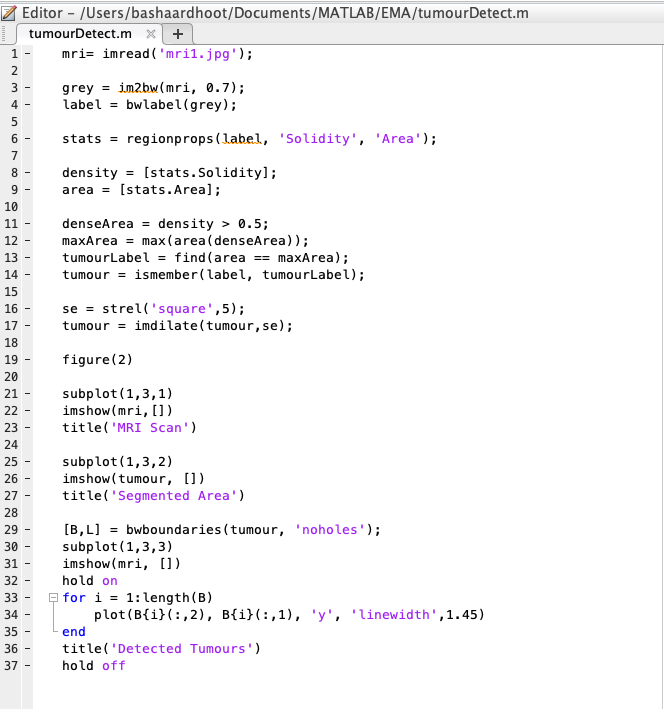 Editor – /Users/bashaardhoot/Documents/MATLAB/EMA/tumourDetect.m
tumourDetect.m × +
1 – mri= imread('mri1.jpg');
2
3 – grey = im2bw(mri, 0.7);
4 – label = bwlabel(grey);
5
6 – stats = regionprops(label, 'Solidity', 'Area');
7
8 – density = [stats.Solidity];
9 – area = [stats.Area];
10
11 – denseArea = density > 0.5;
12 – maxArea = max(area(denseArea));
13 – tumourLabel = find(area == maxArea);
14 – tumour = ismember(label, tumourLabel);
15
16 – se = strel('square',5);
17 – tumour = imdilate(tumour,se);
18
19 – figure(2)
20
21 – subplot(1,3,1)
22 – imshow(mri,[])
23 – title('MRI Scan')
24
25 – subplot(1,3,2)
26 – imshow(tumour, [])
27 – title('Segmented Area')
28
29 – [B,L] = bwboundaries(tumour, 'noholes');
30 – subplot(1,3,3)
31 – imshow(mri, [])
32 – hold on
33 – for i = 1:length(B)
34 – plot(B{i}(:,2), B{i}(:,1), 'y', 'linewidth',1.45)
35 – end
36 – title('Detected Tumours')
37 – hold off